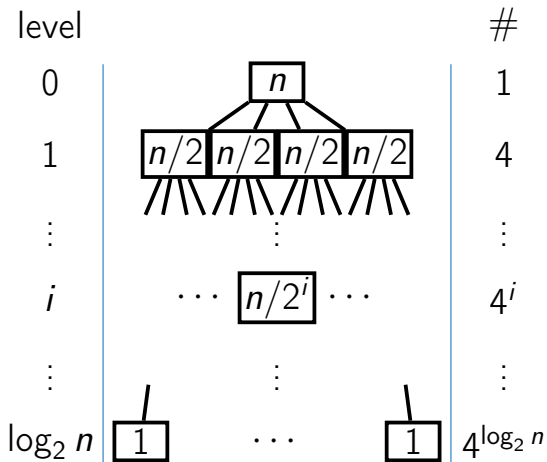 level #
0 n 1
1 n/2 n/2 n/2 n/2 4
⋮ ⋮ ⋮
i ⋯ n/2^i ⋯ 4^i
⋮ ⋮ ⋮
log₂ n 1 ⋯ 1 4^{log₂ n}